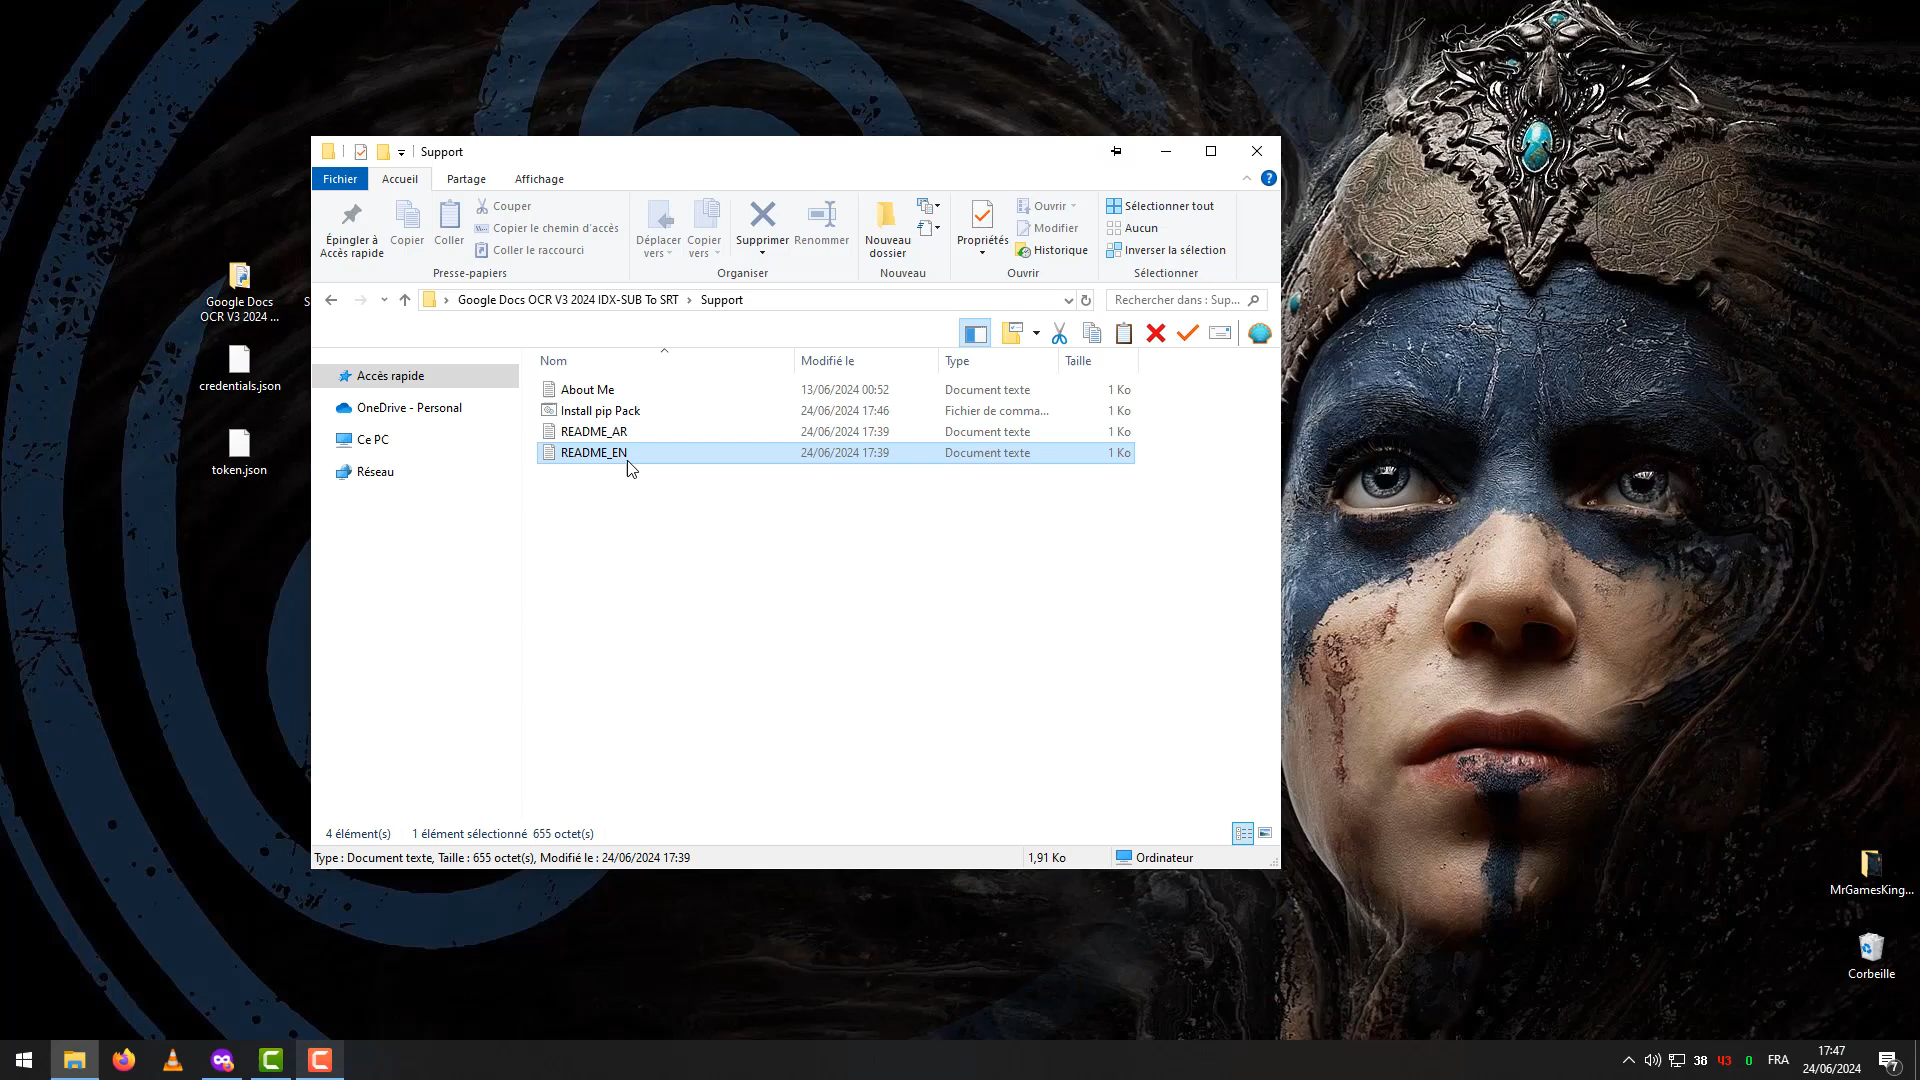 Support
Fichier
Accueil
Partage
Affichage
Épingler à
Accès rapide
Copier
Coller
Couper
Copier le chemin d'accès
Coller le raccourci
Presse-papiers
Déplacer
vers
Copier
vers
Supprimer
Renommer
Organiser
Nouveau
dossier
Nouveau
Propriétés
Ouvrir
Modifier
Historique
Ouvrir
Sélectionner tout
Aucun
Inverser la sélection
Sélectionner
Google Docs OCR V3 2024 IDX-SUB To SRT > Support
Rechercher dans : Sup...
Nom Modifié le Type Taille
About Me 13/06/2024 00:52 Document texte 1 Ko
Install pip Pack 24/06/2024 17:46 Fichier de comma... 1 Ko
README_AR 24/06/2024 17:39 Document texte 1 Ko
README_EN 24/06/2024 17:39 Document texte 1 Ko
Accès rapide
OneDrive - Personal
Ce PC
Réseau
4 élément(s) 1 élément sélectionné 655 octet(s)
Type : Document texte, Taille : 655 octet(s), Modifié le : 24/06/2024 17:39
1,91 Ko
Ordinateur
Google Docs
OCR V3 2024 ...
S
credentials.json
token.json
MrGamesKing...
Corbeille
38 43 0 FRA
17:47
24/06/2024
7